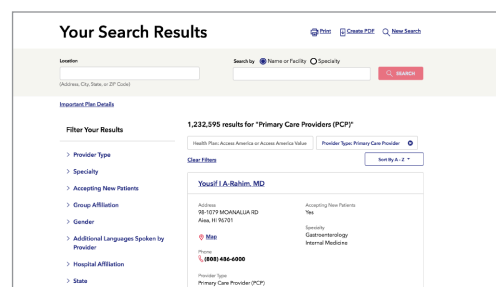 Your Search Results
Print Create PDF New Search
Location
Search by Name or Facility Specialty
SEARCH
(Address, City, State, or ZIP Code)
Important Plan Details
Filter Your Results
Provider Type
Specialty
Accepting New Patients
Group Affiliation
Gender
Additional Languages Spoken by
Provider
Hospital Affiliation
State
1,232,595 results for "Primary Care Providers (PCP)"
Health Plan: Access America or Access America Value
Provider Type: Primary Care Provider
Clear Filters
Sort By A - Z
Yousif I A-Rahim, MD
Address
98-1079 MOANALUA RD
Aiea, HI 96701
Map
Phone
(808) 486-6000
Provider Type
Primary Care Provider (PCP)
Accepting New Patients
Yes
Specialty
Gastroenterology
Internal Medicine